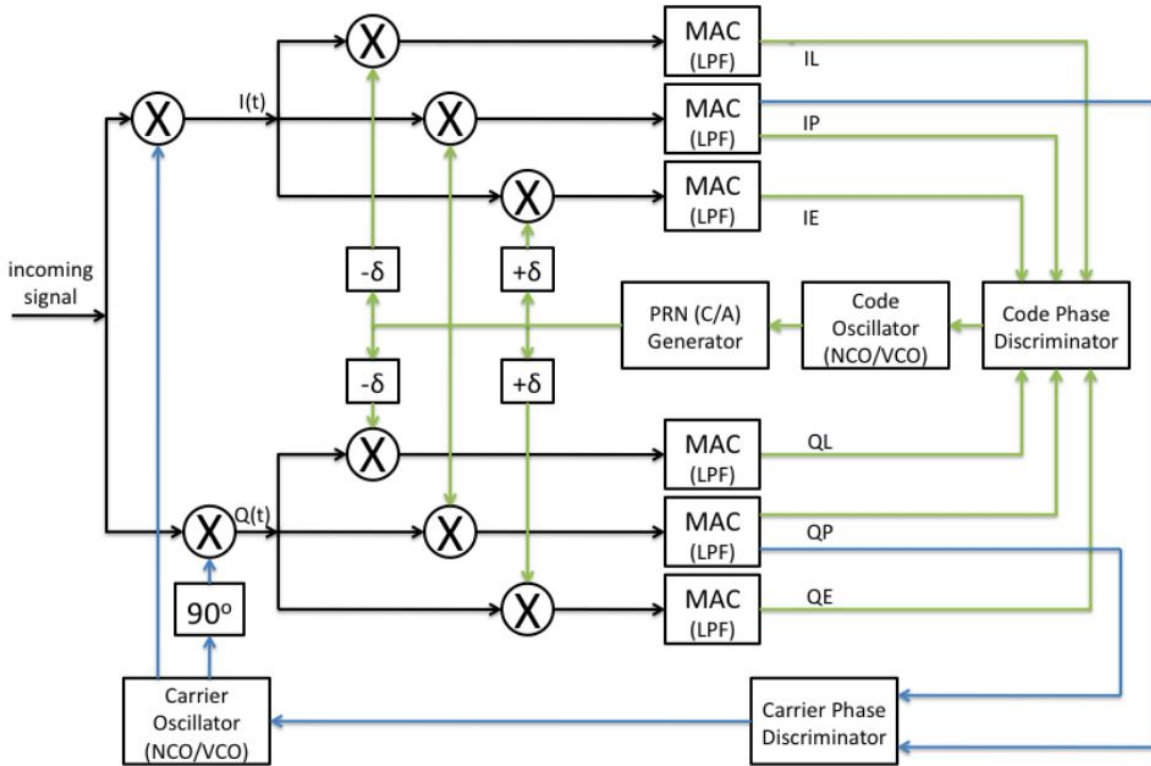 X
MAC
(LPF)
IL
X
I(t)
X
MAC
(LPF)
IP
X
MAC
(LPF)
IE
incoming
signal
-δ
+δ
PRN (C/A)
Generator
Code
Oscillator
(NCO/VCO)
Code Phase
Discriminator
-δ
+δ
X
MAC
(LPF)
QL
X
Q(t)
X
MAC
(LPF)
QP
90º
X
MAC
(LPF)
QE
Carrier
Oscillator
(NCO/VCO)
Carrier Phase
Discriminator